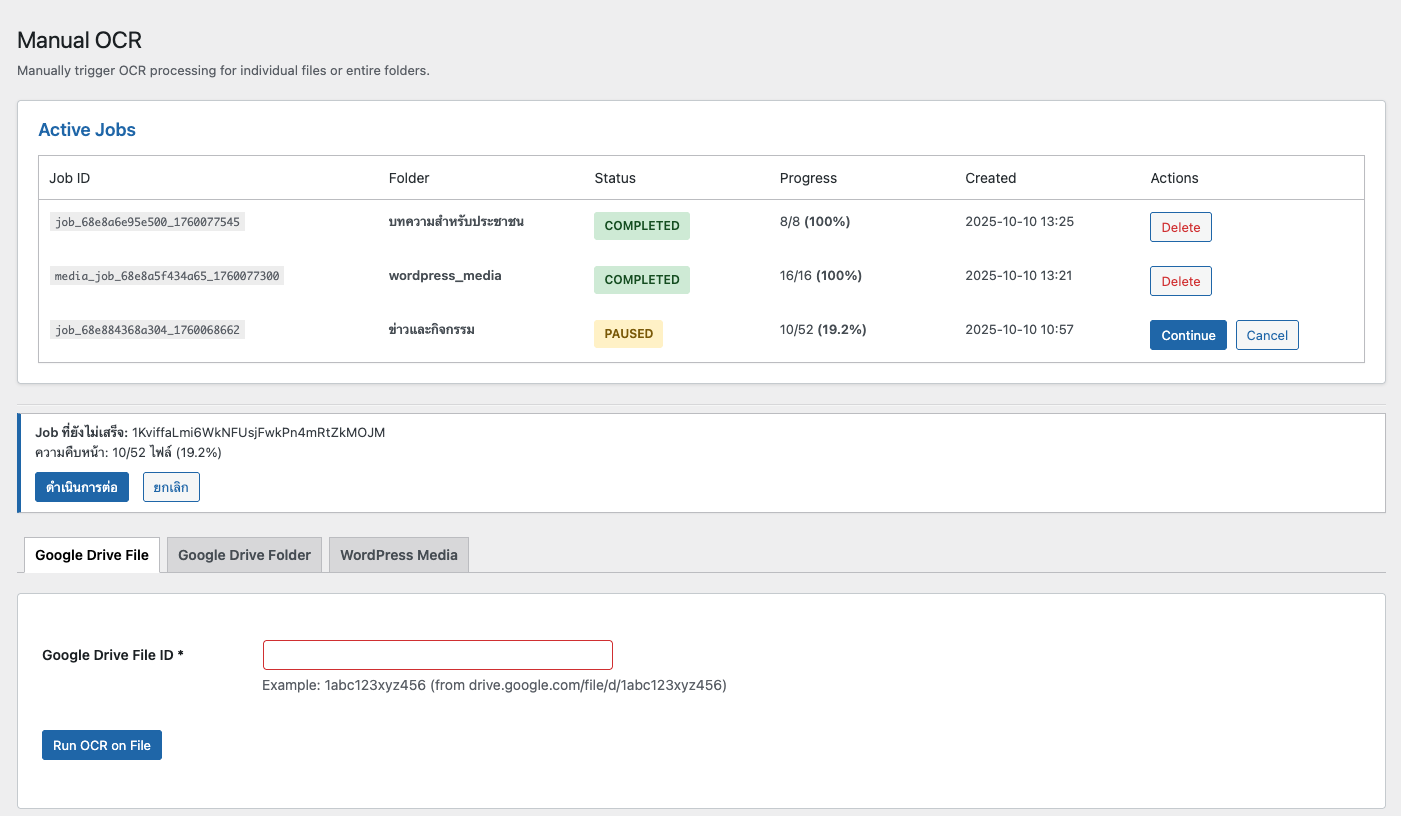 Manual OCR
Manually trigger OCR processing for individual files or entire folders.
Active Jobs
Job ID Folder Status Progress Created Actions
job_68e8a6e95e500_1760077545 บทความสำหรับประชาชน COMPLETED 8/8 (100%) 2025-10-10 13:25 Delete
media_job_68e8a5f434a65_1760077300 wordpress_media COMPLETED 16/16 (100%) 2025-10-10 13:21 Delete
job_68e884368a304_1760068662 ข่าวและกิจกรรม PAUSED 10/52 (19.2%) 2025-10-10 10:57 Continue Cancel
Job ที่ยังไม่เสร็จ: 1KviffaLmi6WkNFUsjFwkPn4mRtZkMOJM
ความคืบหน้า: 10/52 ไฟล์ (19.2%)
ดำเนินการต่อ ยกเลิก
Google Drive File Google Drive Folder WordPress Media
Google Drive File ID *
Example: 1abc123xyz456 (from drive.google.com/file/d/1abc123xyz456)
Run OCR on File